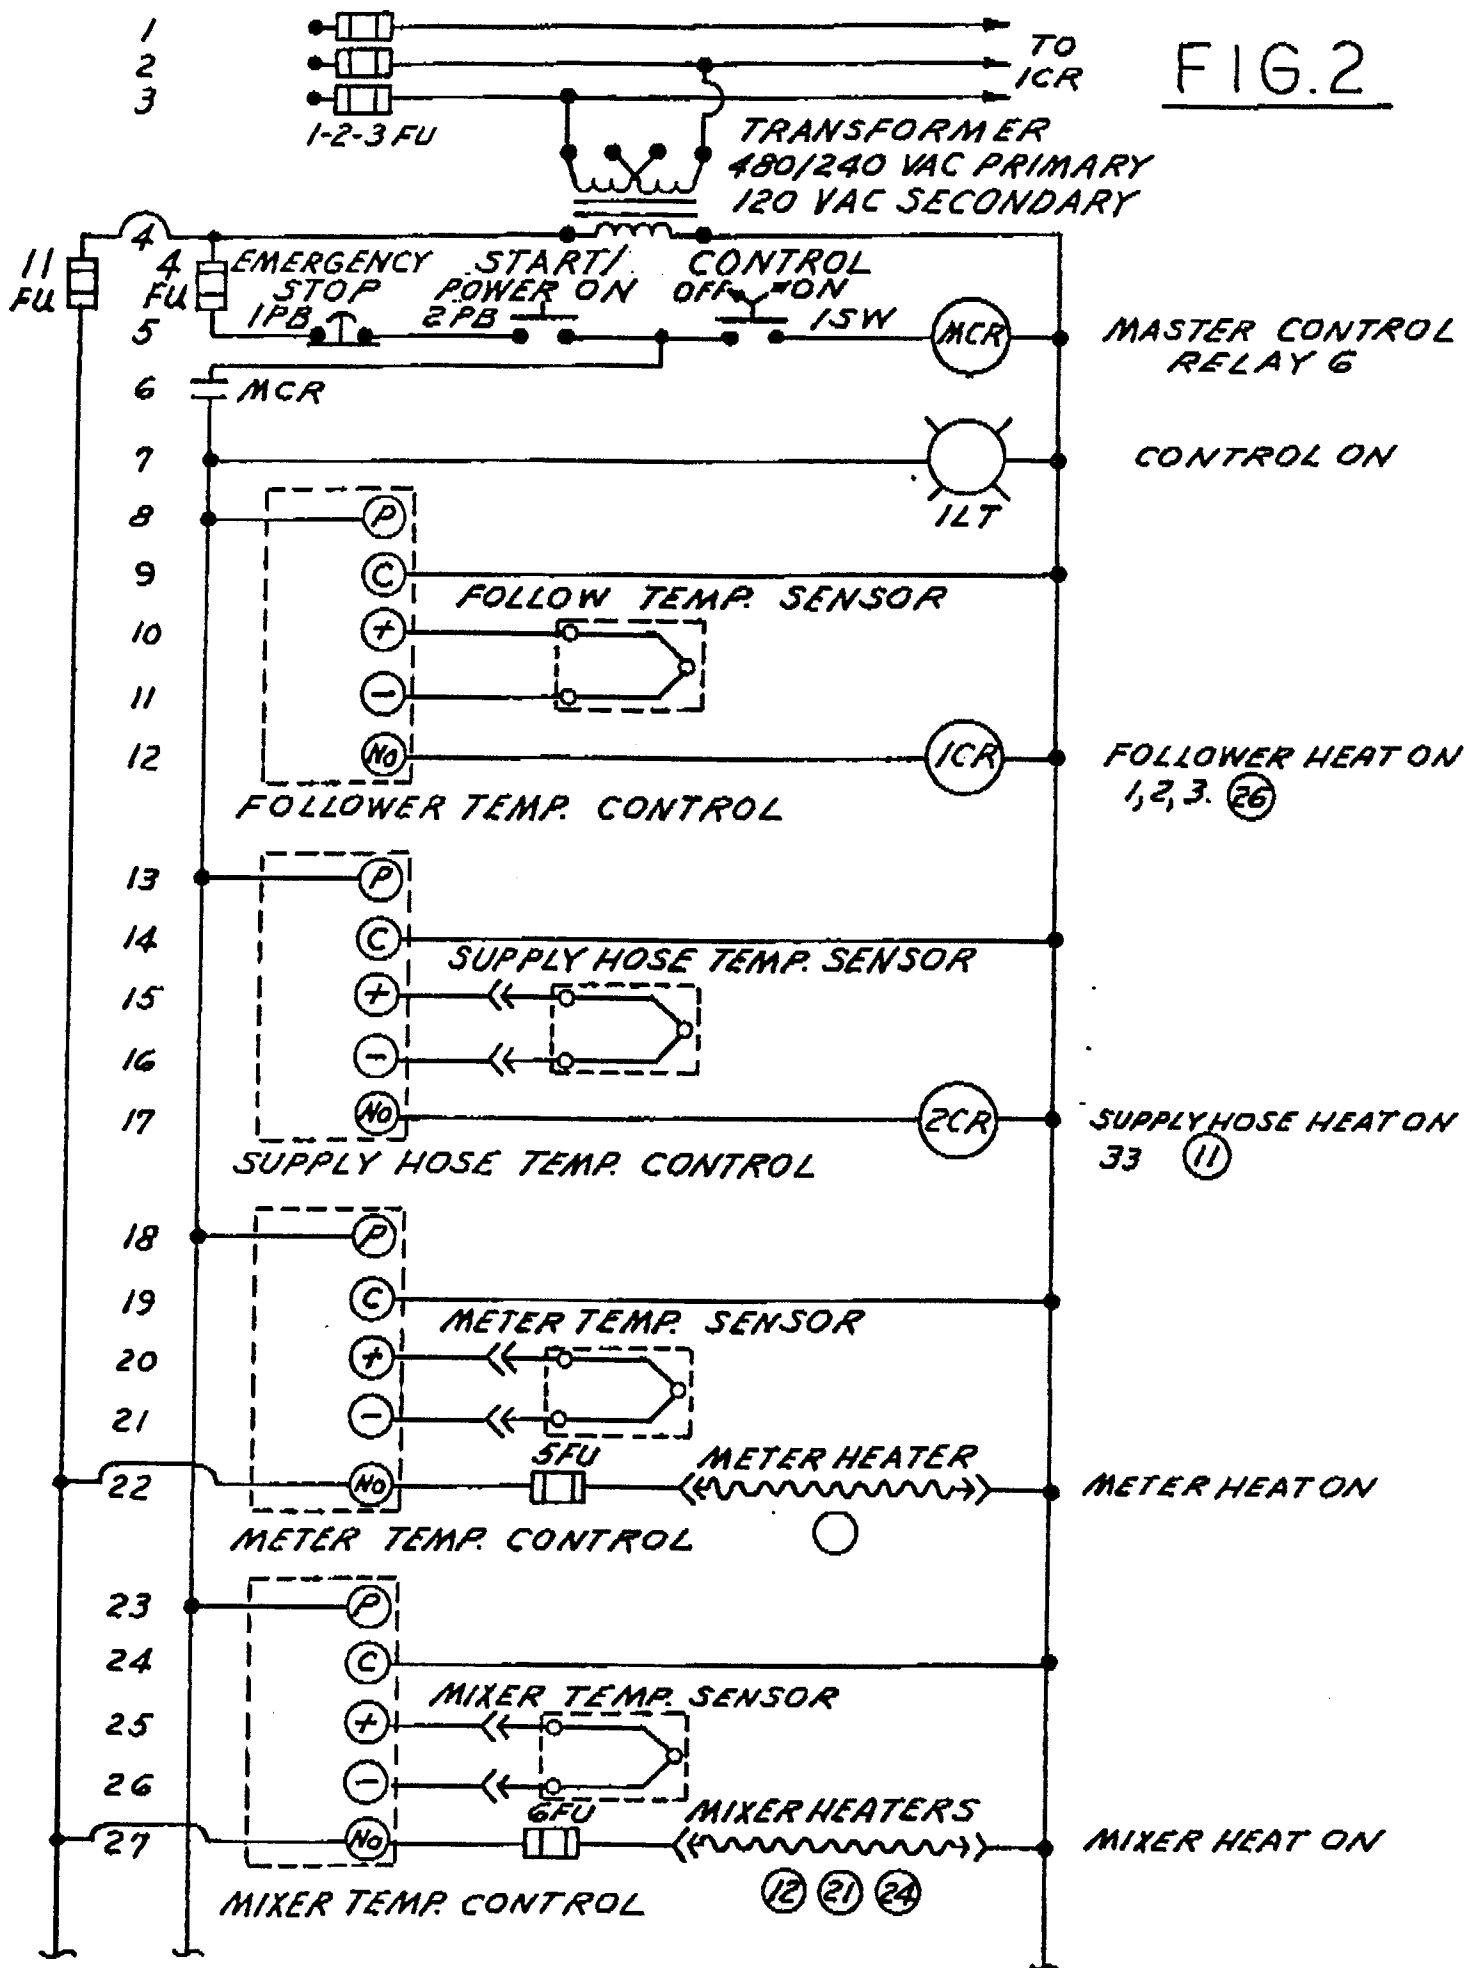 FIG.2
1
2
3
TO
1CR
1-2-3 FU
TRANSFORMER
480/240 VAC PRIMARY
120 VAC SECONDARY
4
11
FU
4
FU
EMERGENCY
STOP
1PB
START/
POWER ON
2PB
CONTROL
OFF ON
1SW
5
MCR
MASTER CONTROL
RELAY 6
6
MCR
7
CONTROL ON
1LT
8
P
9
C
FOLLOW TEMP. SENSOR
10
+
11
-
12
NO
1CR
FOLLOWER HEAT ON
1, 2, 3. 26
FOLLOWER TEMP. CONTROL
13
P
14
C
SUPPLY HOSE TEMP. SENSOR
15
+
16
-
17
NO
2CR
SUPPLY HOSE HEAT ON
33 11
SUPPLY HOSE TEMP. CONTROL
18
P
19
C
METER TEMP. SENSOR
20
+
21
-
5FU
METER HEATER
22
NO
METER HEAT ON
METER TEMP. CONTROL
23
P
24
C
MIXER TEMP. SENSOR
25
+
26
-
6FU
MIXER HEATERS
27
NO
MIXER HEAT ON
12 21 24
MIXER TEMP. CONTROL